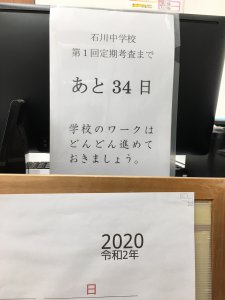 石川中学校
第1回定期考査まで
あと 34 日
学校のワークは
どんどん進めて
おきましょう。
2020
令和2年
日